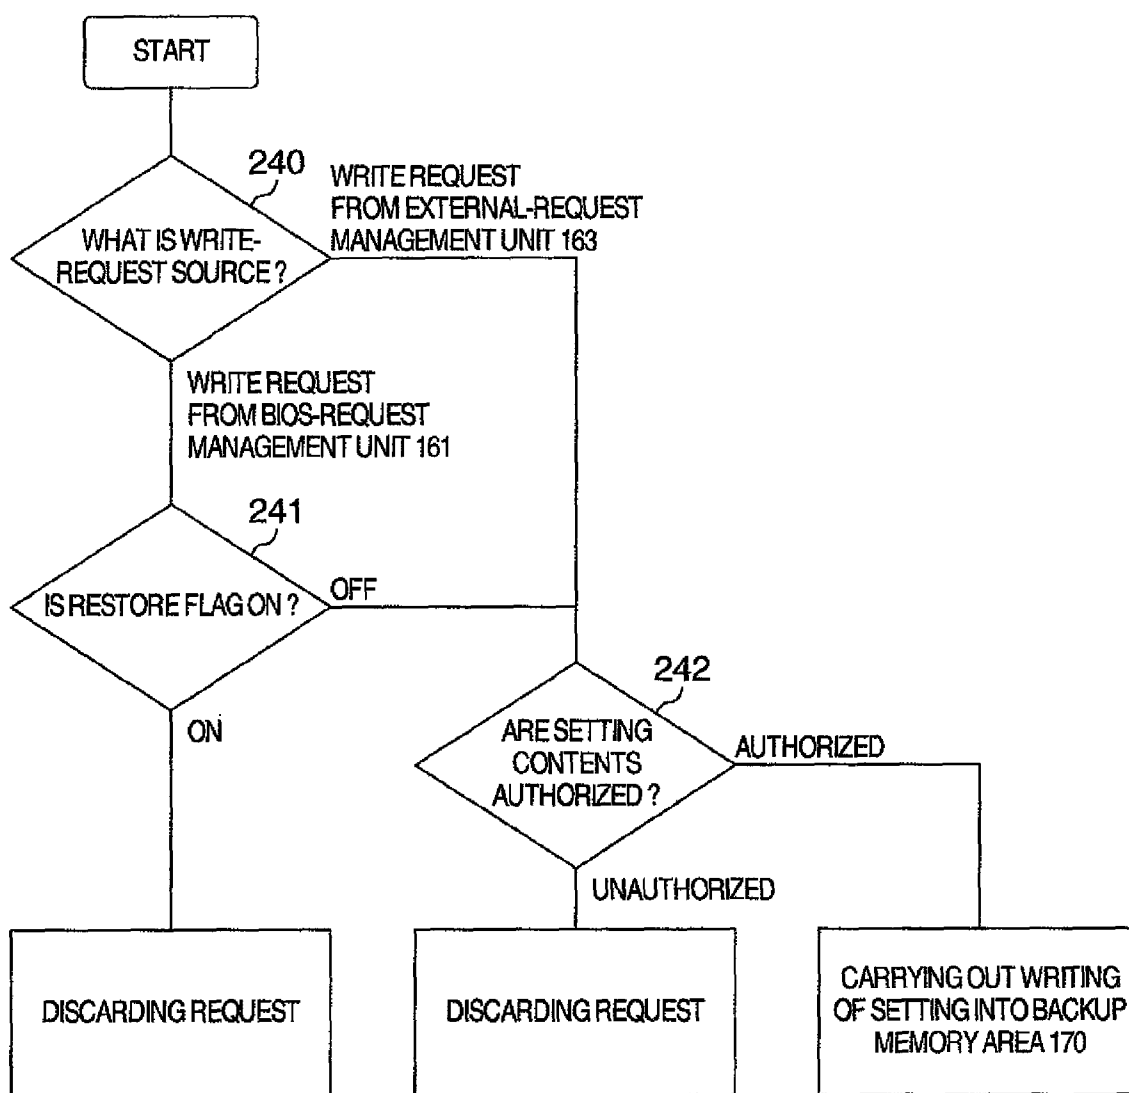 START
240
WRITE REQUEST
FROM EXTERNAL-REQUEST
MANAGEMENT UNIT 163
WHAT IS WRITE-
REQUEST SOURCE ?
WRITE REQUEST
FROM BIOS-REQUEST
MANAGEMENT UNIT 161
241
IS RESTORE FLAG ON ?
OFF
ON
242
ARE SETTING
CONTENTS
AUTHORIZED ?
AUTHORIZED
UNAUTHORIZED
DISCARDING REQUEST
DISCARDING REQUEST
CARRYING OUT WRITING
OF SETTING INTO BACKUP
MEMORY AREA 170